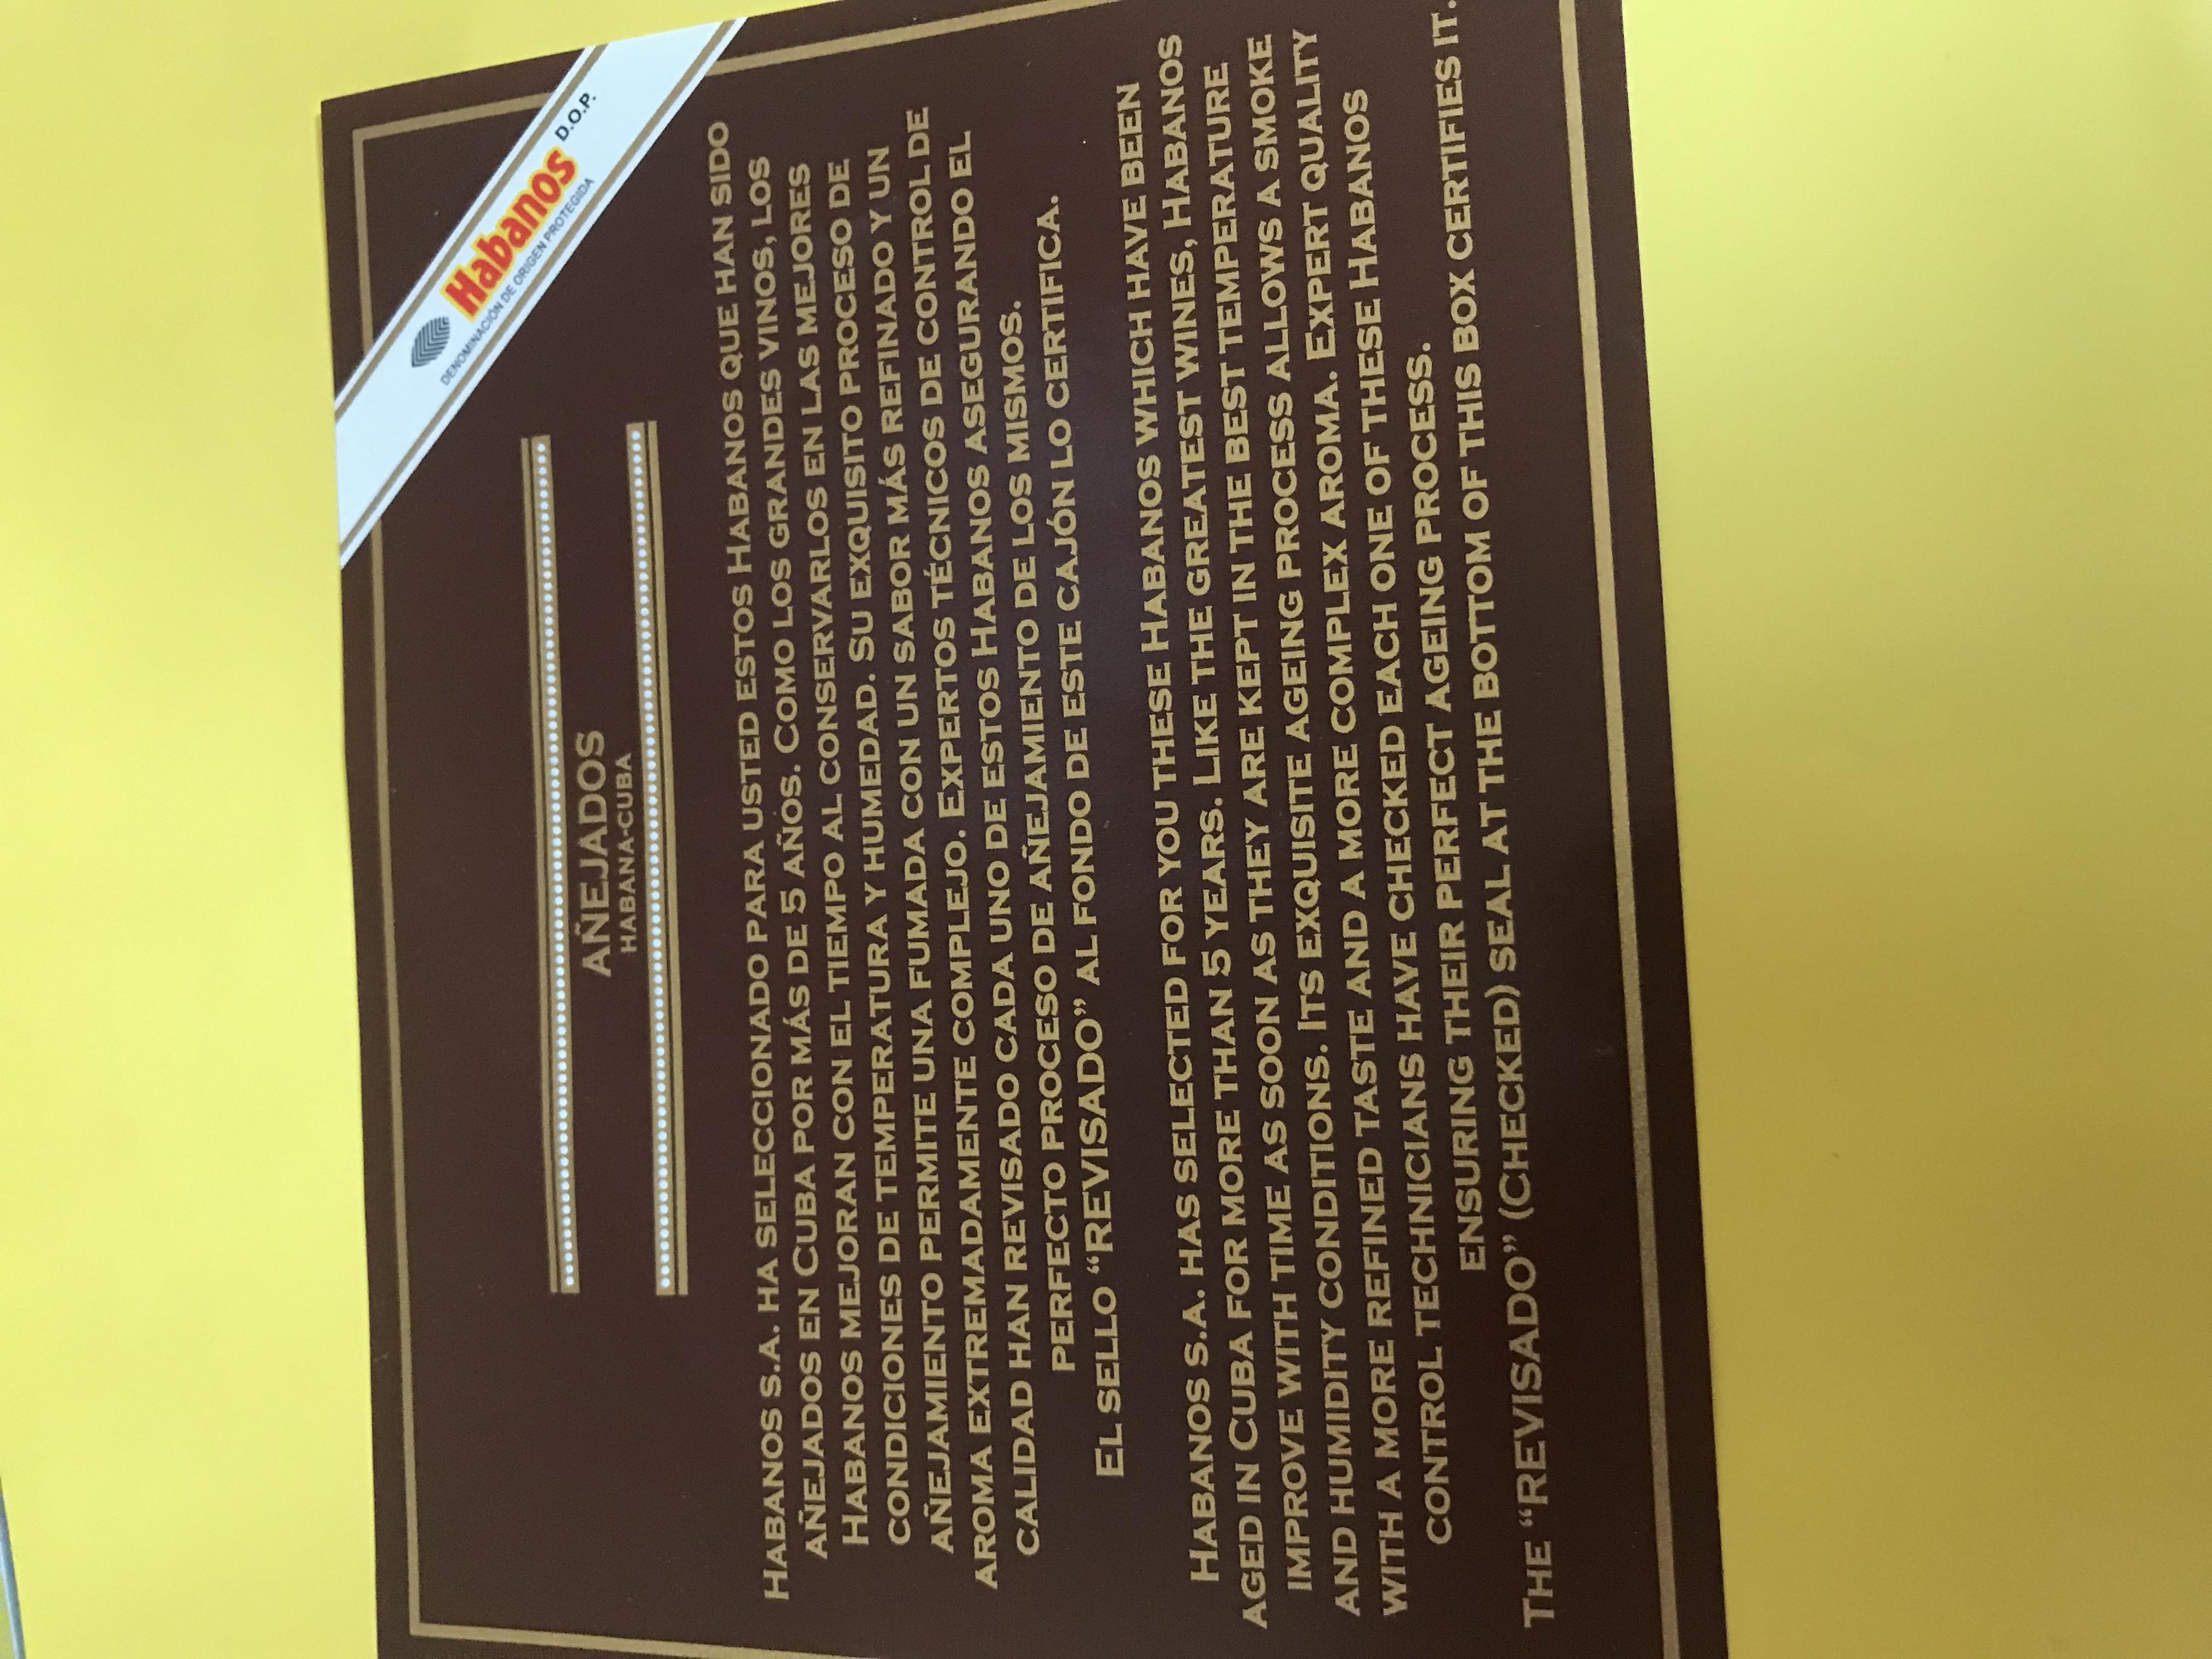 Habanos D.O.P.
DENOMINACIÓN DE ORIGEN PROTEGIDA
AÑEJADOS
HABANA-CUBA
HABANOS S.A. HA SELECCIONADO PARA USTED ESTOS HABANOS QUE HAN SIDO
AÑEJADOS EN CUBA POR MÁS DE 5 AÑOS. COMO LOS GRANDES VINOS, LOS
HABANOS MEJORAN CON EL TIEMPO AL CONSERVARLOS EN LAS MEJORES
CONDICIONES DE TEMPERATURA Y HUMEDAD. SU EXQUISITO PROCESO DE
AÑEJAMIENTO PERMITE UNA FUMADA CON UN SABOR MÁS REFINADO Y UN
AROMA EXTREMADAMENTE COMPLEJO. EXPERTOS TÉCNICOS DE CONTROL DE
CALIDAD HAN REVISADO CADA UNO DE ESTOS HABANOS ASEGURANDO EL
PERFECTO PROCESO DE AÑEJAMIENTO DE LOS MISMOS.
EL SELLO "REVISADO" AL FONDO DE ESTE CAJÓN LO CERTIFICA.
HABANOS S.A. HAS SELECTED FOR YOU THESE HABANOS WHICH HAVE BEEN
AGED IN CUBA FOR MORE THAN 5 YEARS. LIKE THE GREATEST WINES, HABANOS
IMPROVE WITH TIME AS SOON AS THEY ARE KEPT IN THE BEST TEMPERATURE
AND HUMIDITY CONDITIONS. ITS EXQUISITE AGEING PROCESS ALLOWS A SMOKE
WITH A MORE REFINED TASTE AND A MORE COMPLEX AROMA. EXPERT QUALITY
CONTROL TECHNICIANS HAVE CHECKED EACH ONE OF THESE HABANOS
ENSURING THEIR PERFECT AGEING PROCESS.
THE "REVISADO" (CHECKED) SEAL AT THE BOTTOM OF THIS BOX CERTIFIES IT.